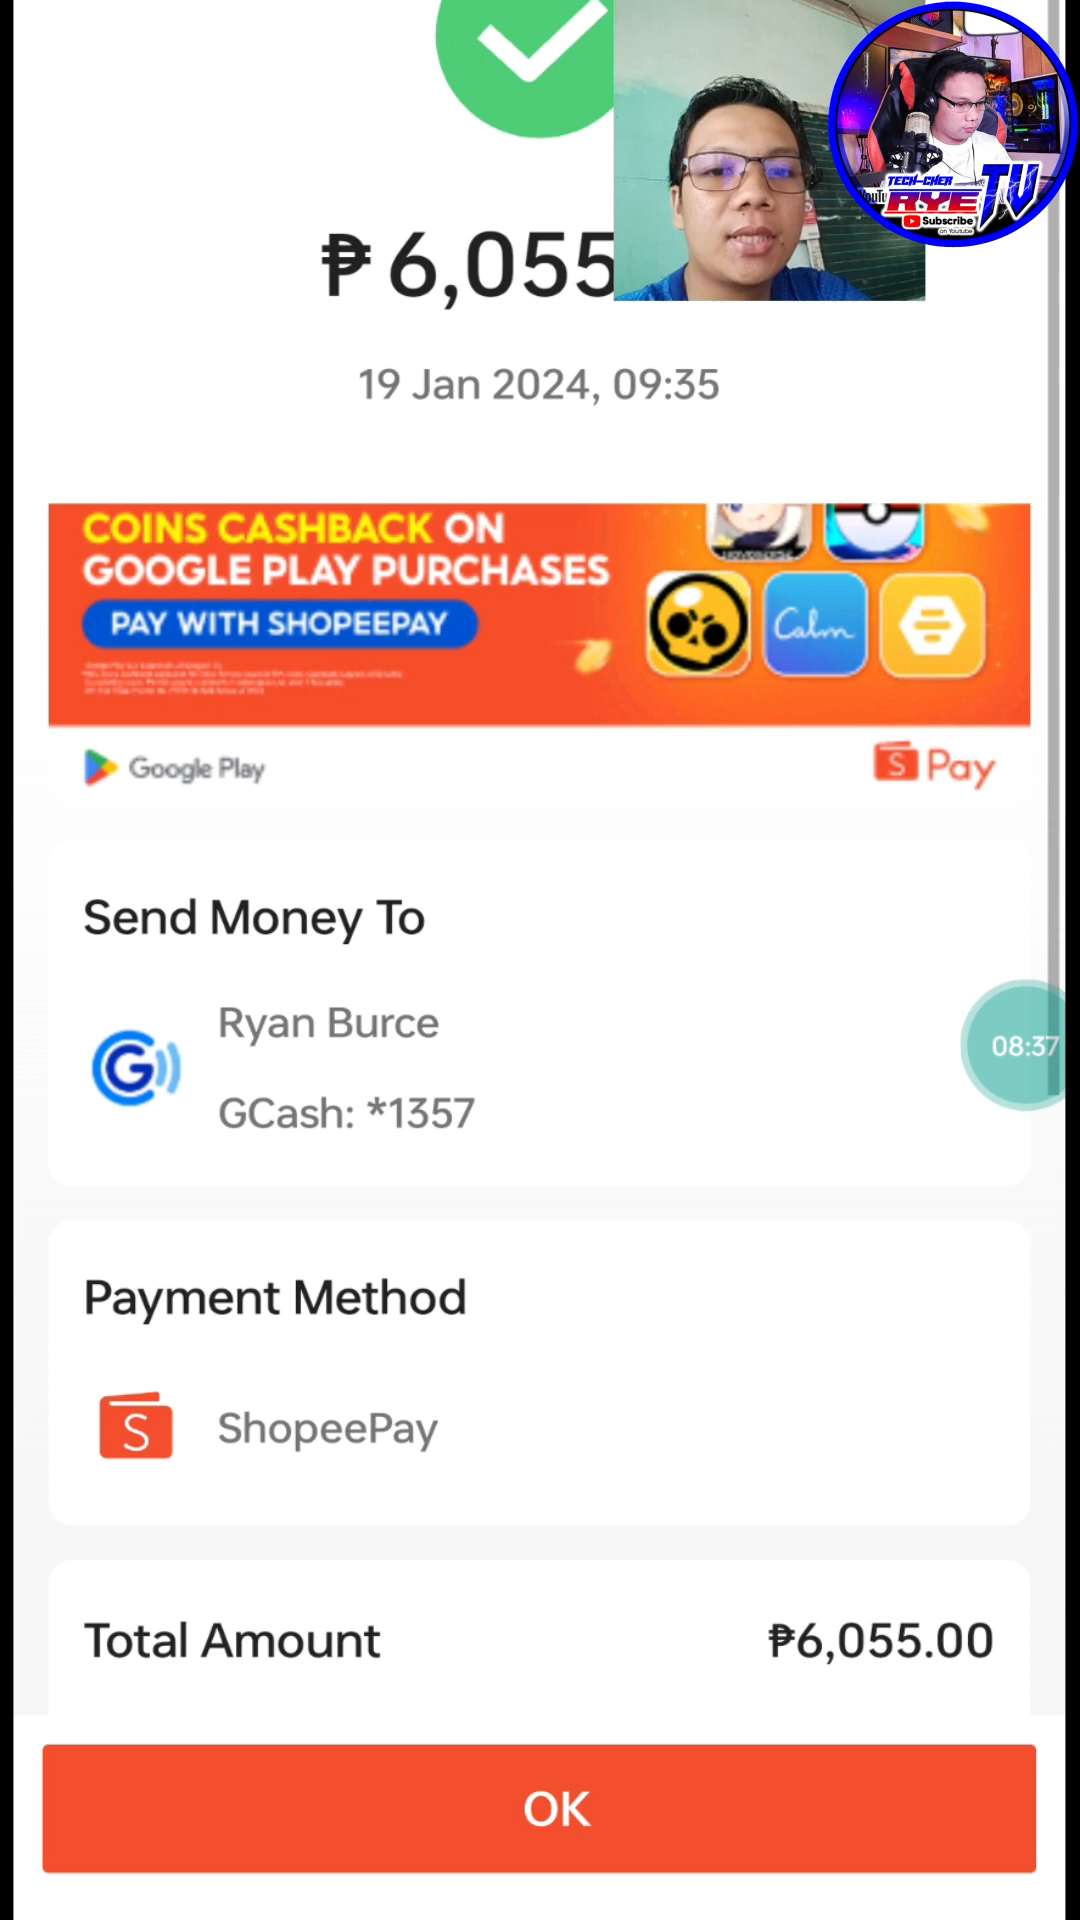 ₱ 6,055
19 Jan 2024, 09:35
TECH-CHER
RYE TV
Subscribe
on Youtube
COINS CASHBACK ON
GOOGLE PLAY PURCHASES
PAY WITH SHOPEEPAY
Calm
Google Play
S Pay
Send Money To
Ryan Burce
GCash: *1357
08:37
Payment Method
S ShopeePay
Total Amount ₱6,055.00
OK